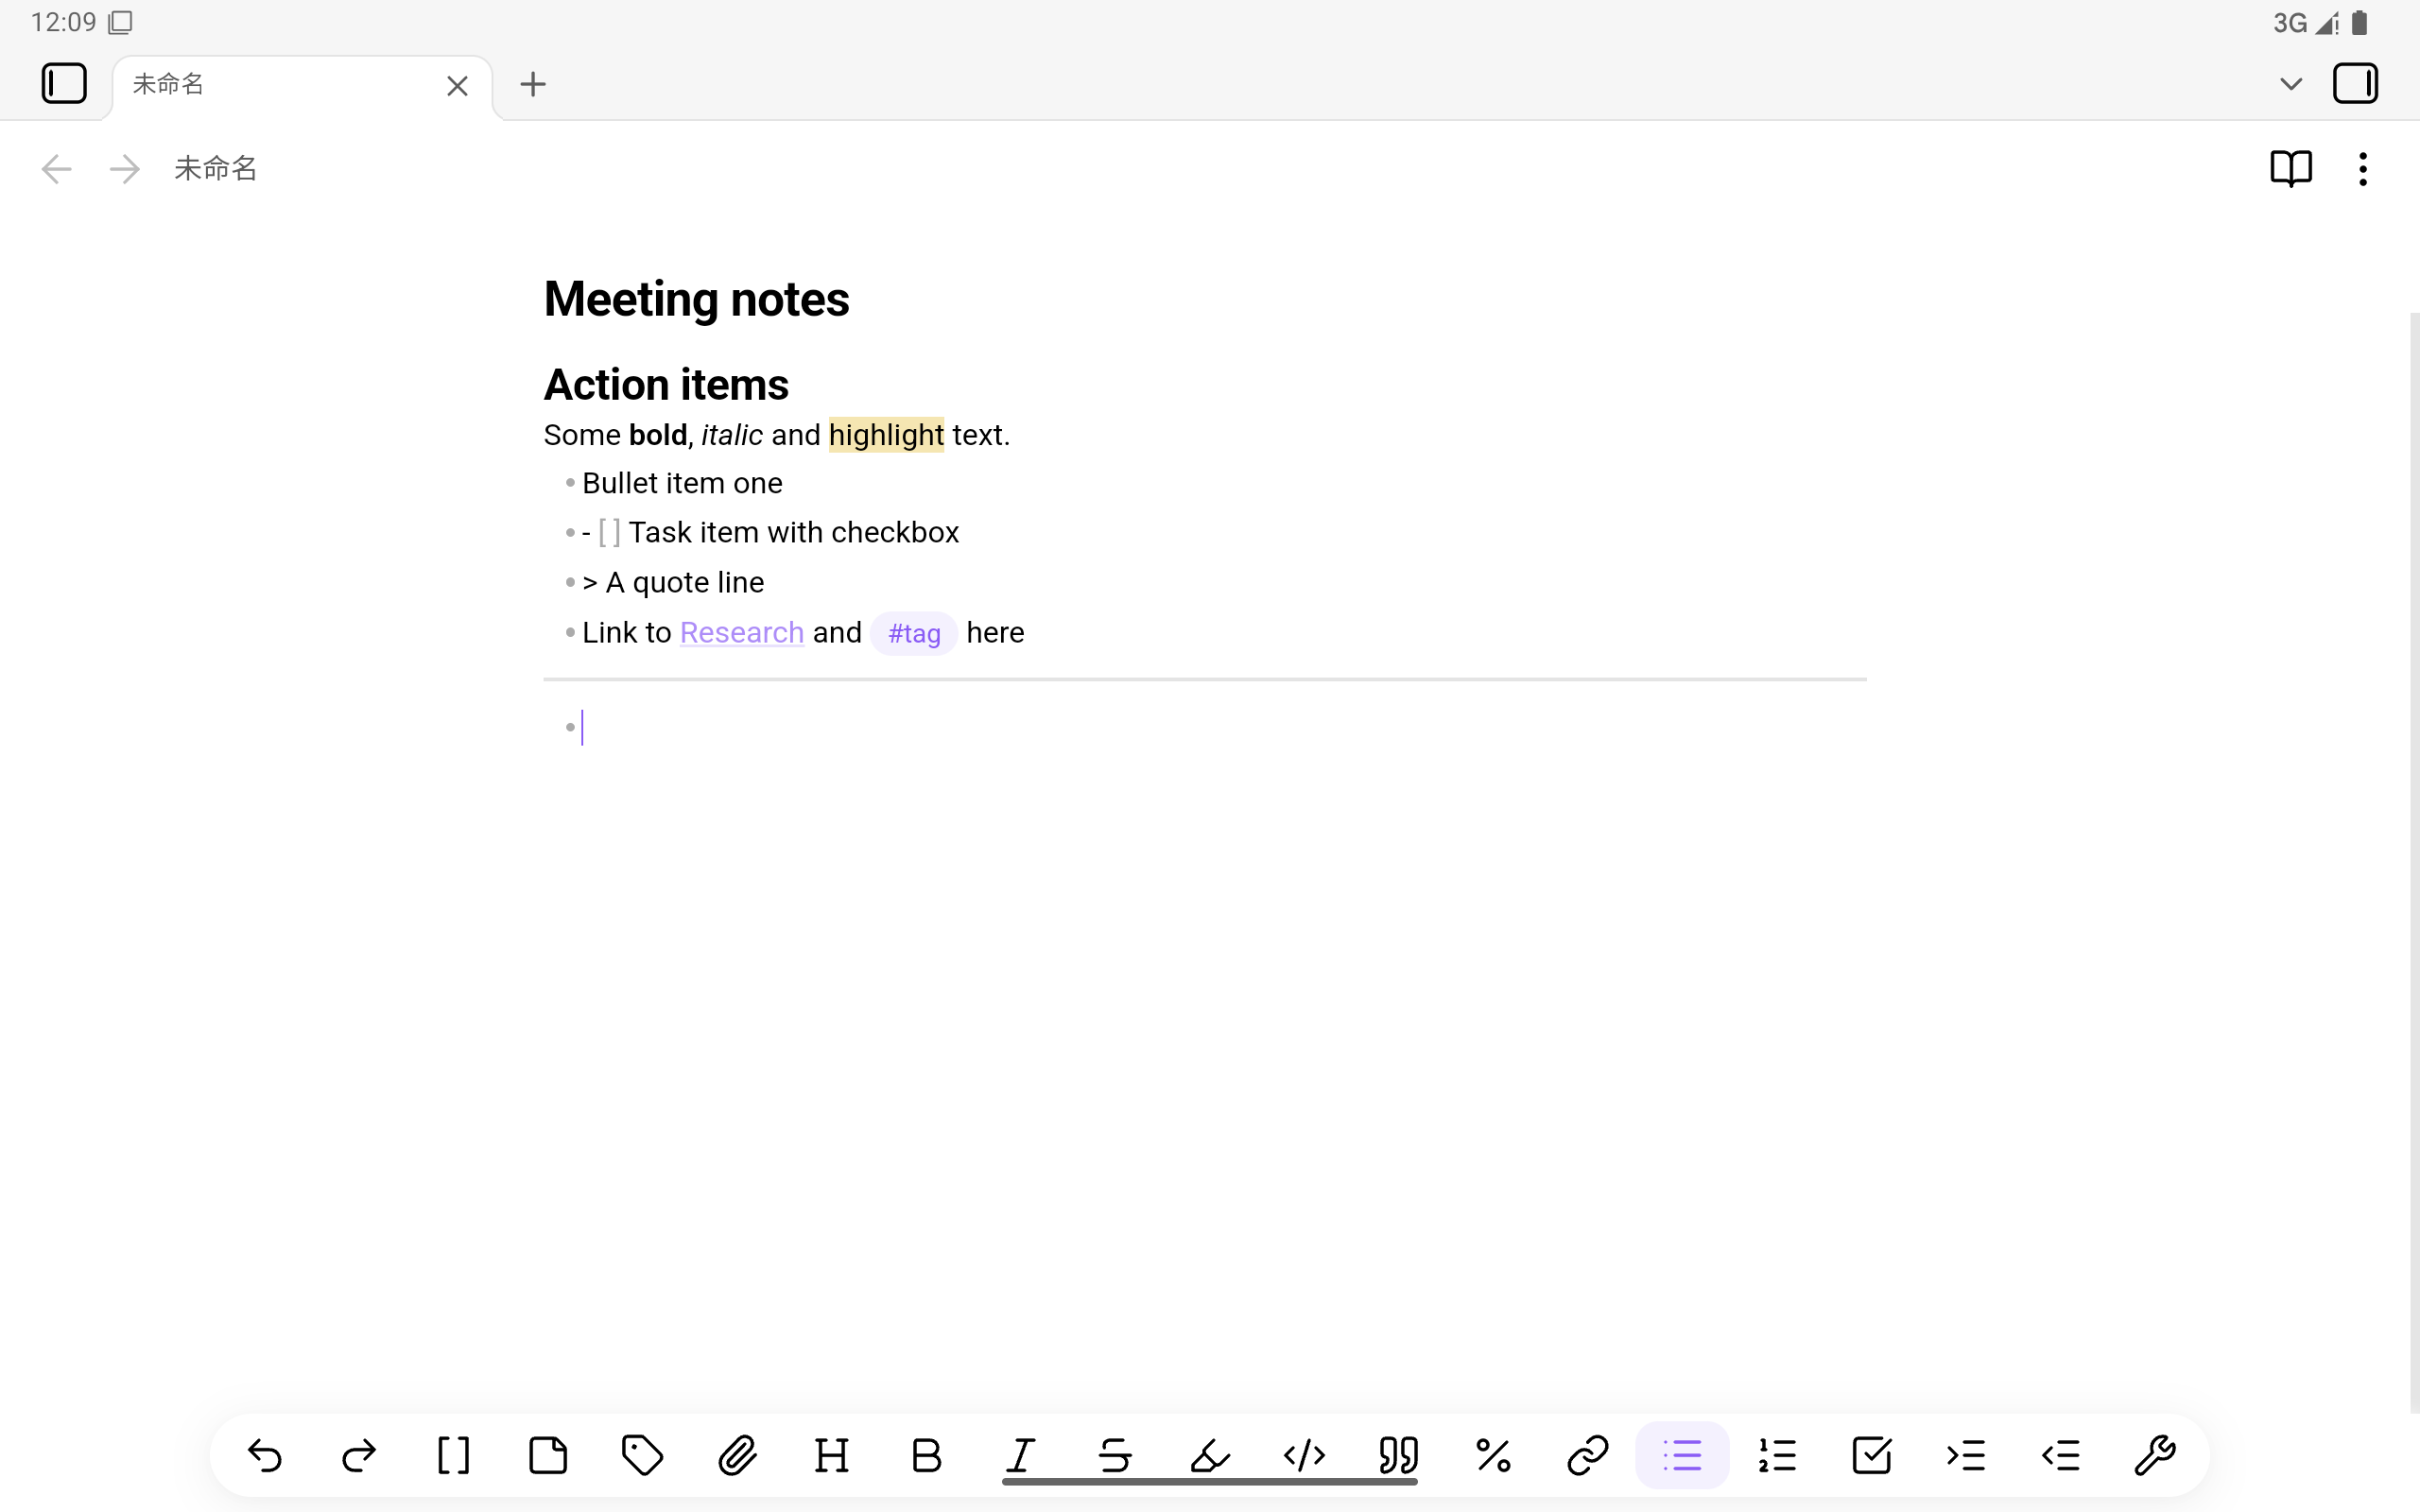 12:09
3G
未命名
未命名
Meeting notes
Action items
Some bold, italic and highlight text.
• Bullet item one
• - [ ] Task item with checkbox
• > A quote line
• Link to Research and #tag here